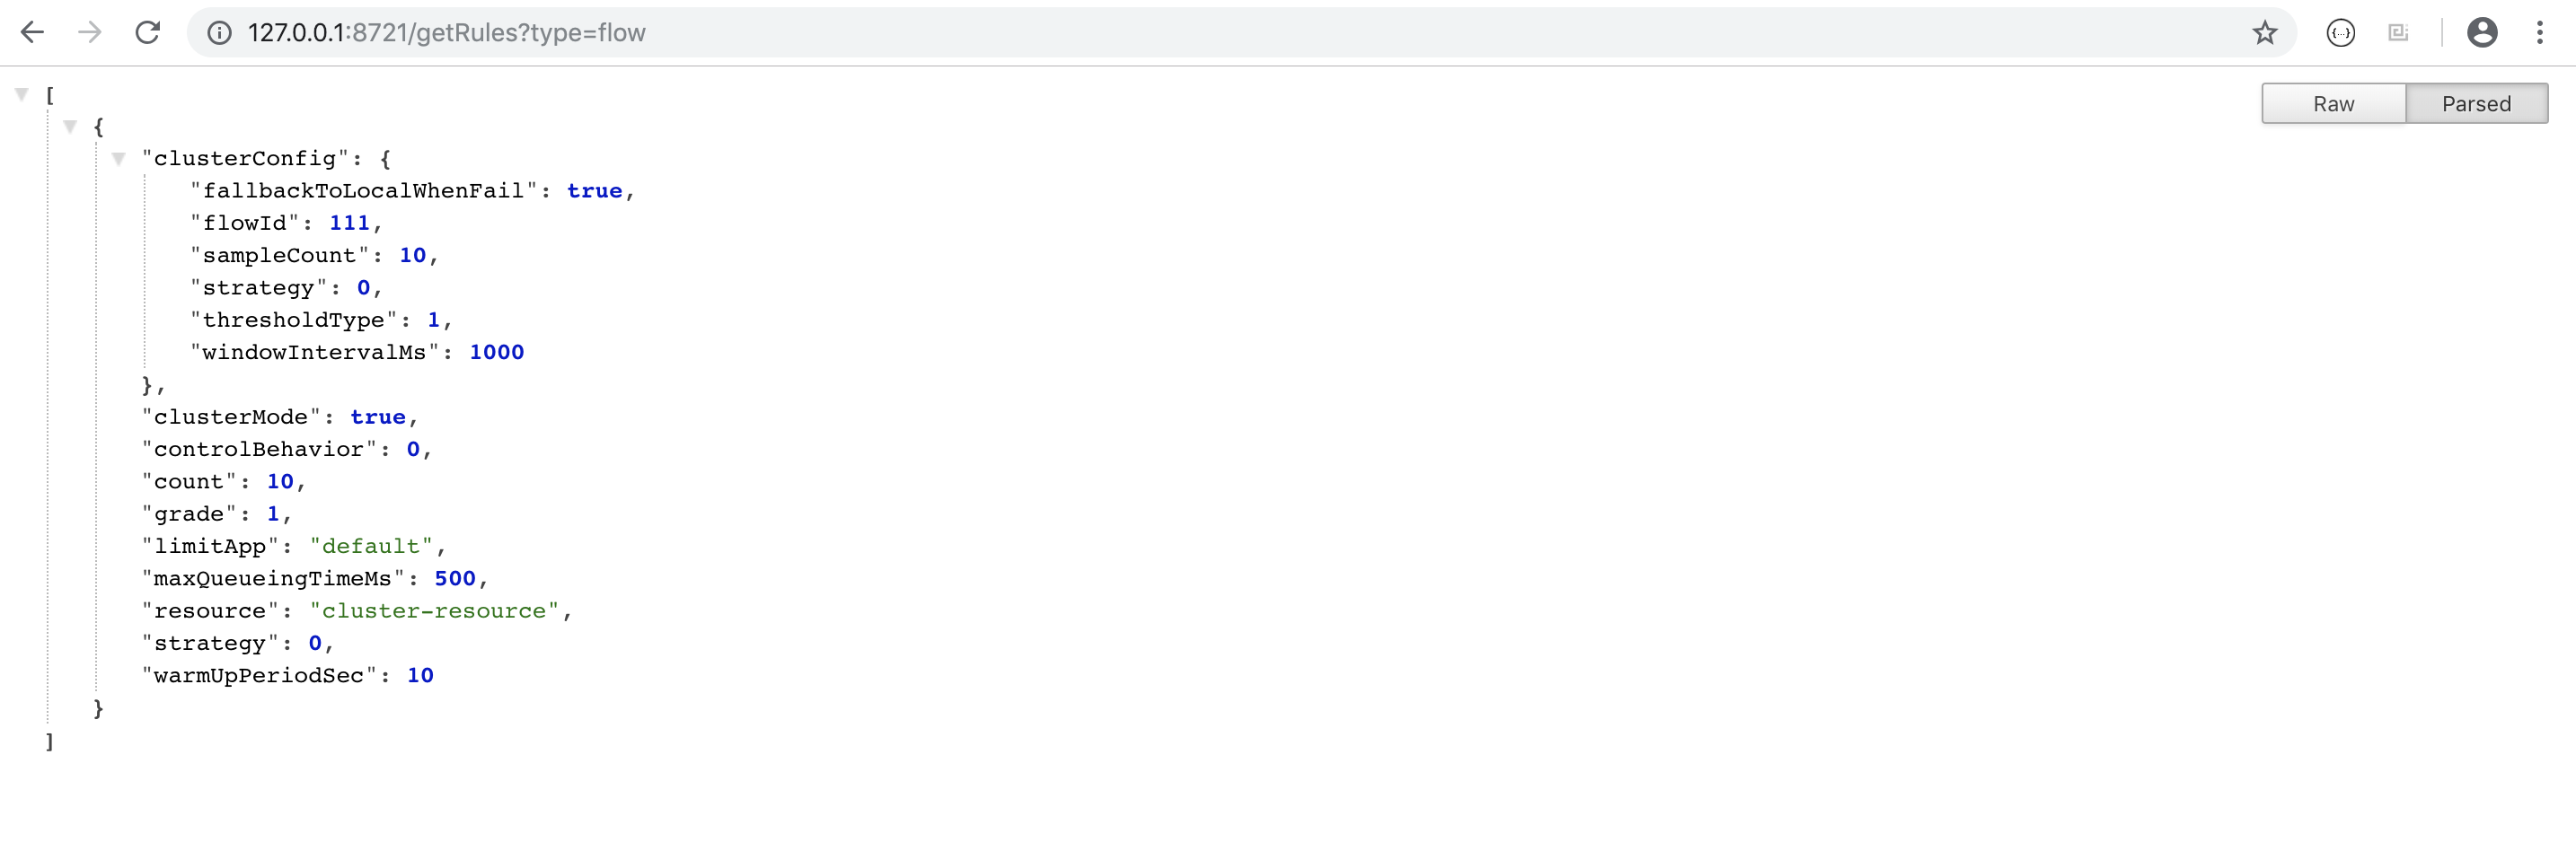 127.0.0.1:8721/getRules?type=flow
Raw Parsed
[
{
"clusterConfig": {
"fallbackToLocalWhenFail": true,
"flowId": 111,
"sampleCount": 10,
"strategy": 0,
"thresholdType": 1,
"windowIntervalMs": 1000
},
"clusterMode": true,
"controlBehavior": 0,
"count": 10,
"grade": 1,
"limitApp": "default",
"maxQueueingTimeMs": 500,
"resource": "cluster-resource",
"strategy": 0,
"warmUpPeriodSec": 10
}
]